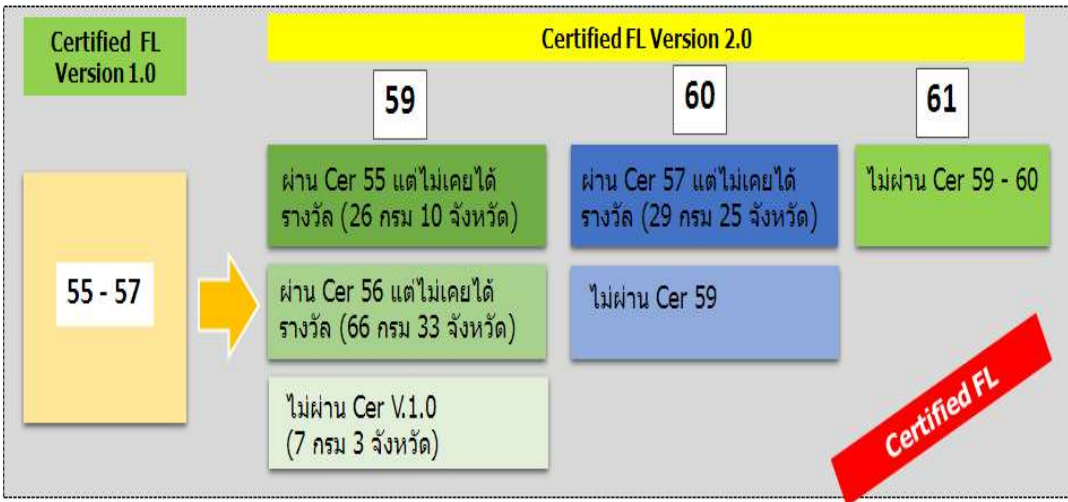 Certified FL
Version 1.0
Certified FL Version 2.0
59
60
61
55 - 57
ผ่าน Cer 55 แต่ไม่เคยได้
รางวัล (26 กรม 10 จังหวัด)
ผ่าน Cer 56 แต่ไม่เคยได้
รางวัล (66 กรม 33 จังหวัด)
ไม่ผ่าน Cer V.1.0
(7 กรม 3 จังหวัด)
ผ่าน Cer 57 แต่ไม่เคยได้
รางวัล (29 กรม 25 จังหวัด)
ไม่ผ่าน Cer 59
ไม่ผ่าน Cer 59 - 60
Certified FL